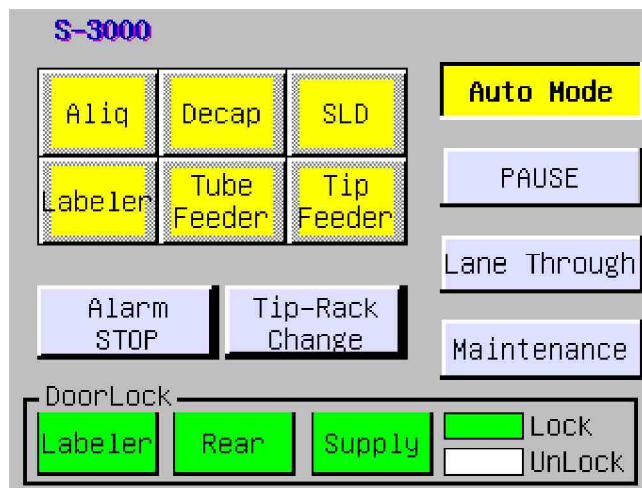 S-3000
Aliq
Decap
SLD
Labeler
Tube
Feeder
Tip
Feeder
Auto Mode
PAUSE
Lane Through
Maintenance
Alarm
STOP
Tip-Rack
Change
DoorLock
Labeler
Rear
Supply
Lock
UnLock